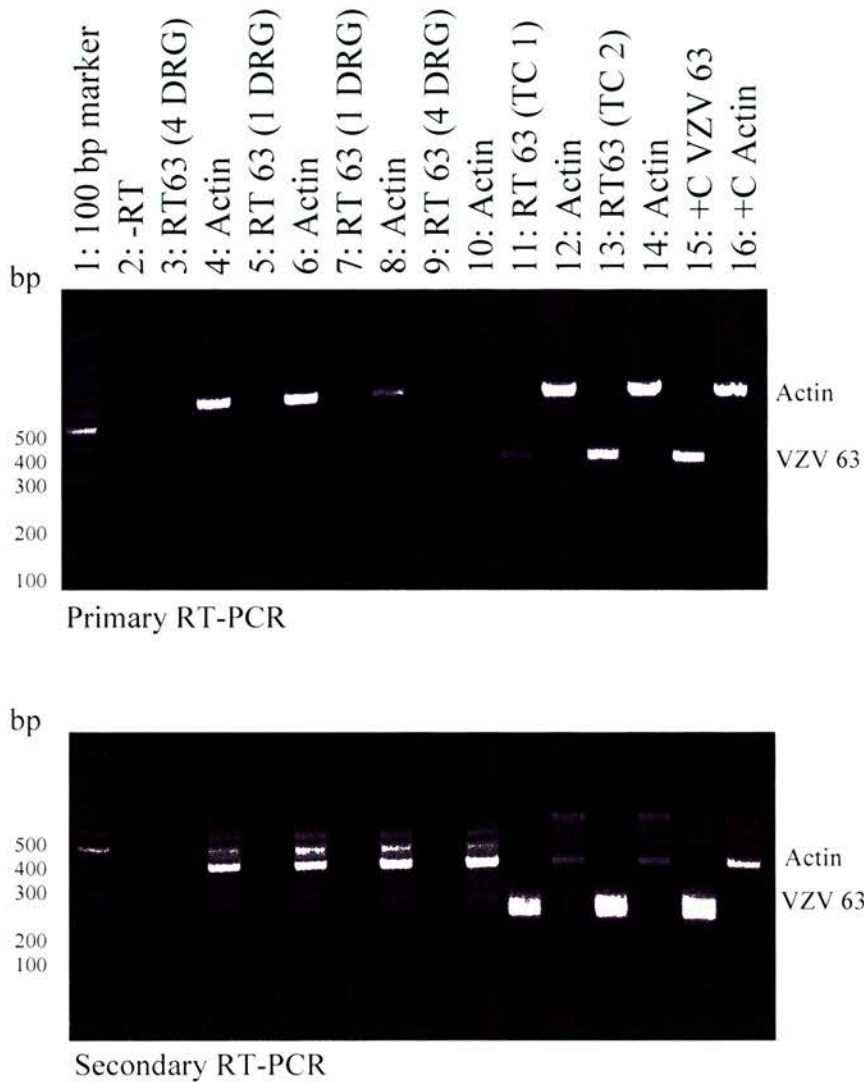 1: 100 bp marker
2: -RT
3: RT63 (4 DRG)
4: Actin
5: RT 63 (1 DRG)
6: Actin
7: RT 63 (1 DRG)
8: Actin
9: RT 63 (4 DRG)
10: Actin
11: RT 63 (TC 1)
12: Actin
13: RT63 (TC 2)
14: Actin
15: +C VZV 63
16: +C Actin
bp
500
400
300
200
100
Actin
VZV 63
Primary RT-PCR
bp
500
400
300
200
100
Actin
VZV 63
Secondary RT-PCR